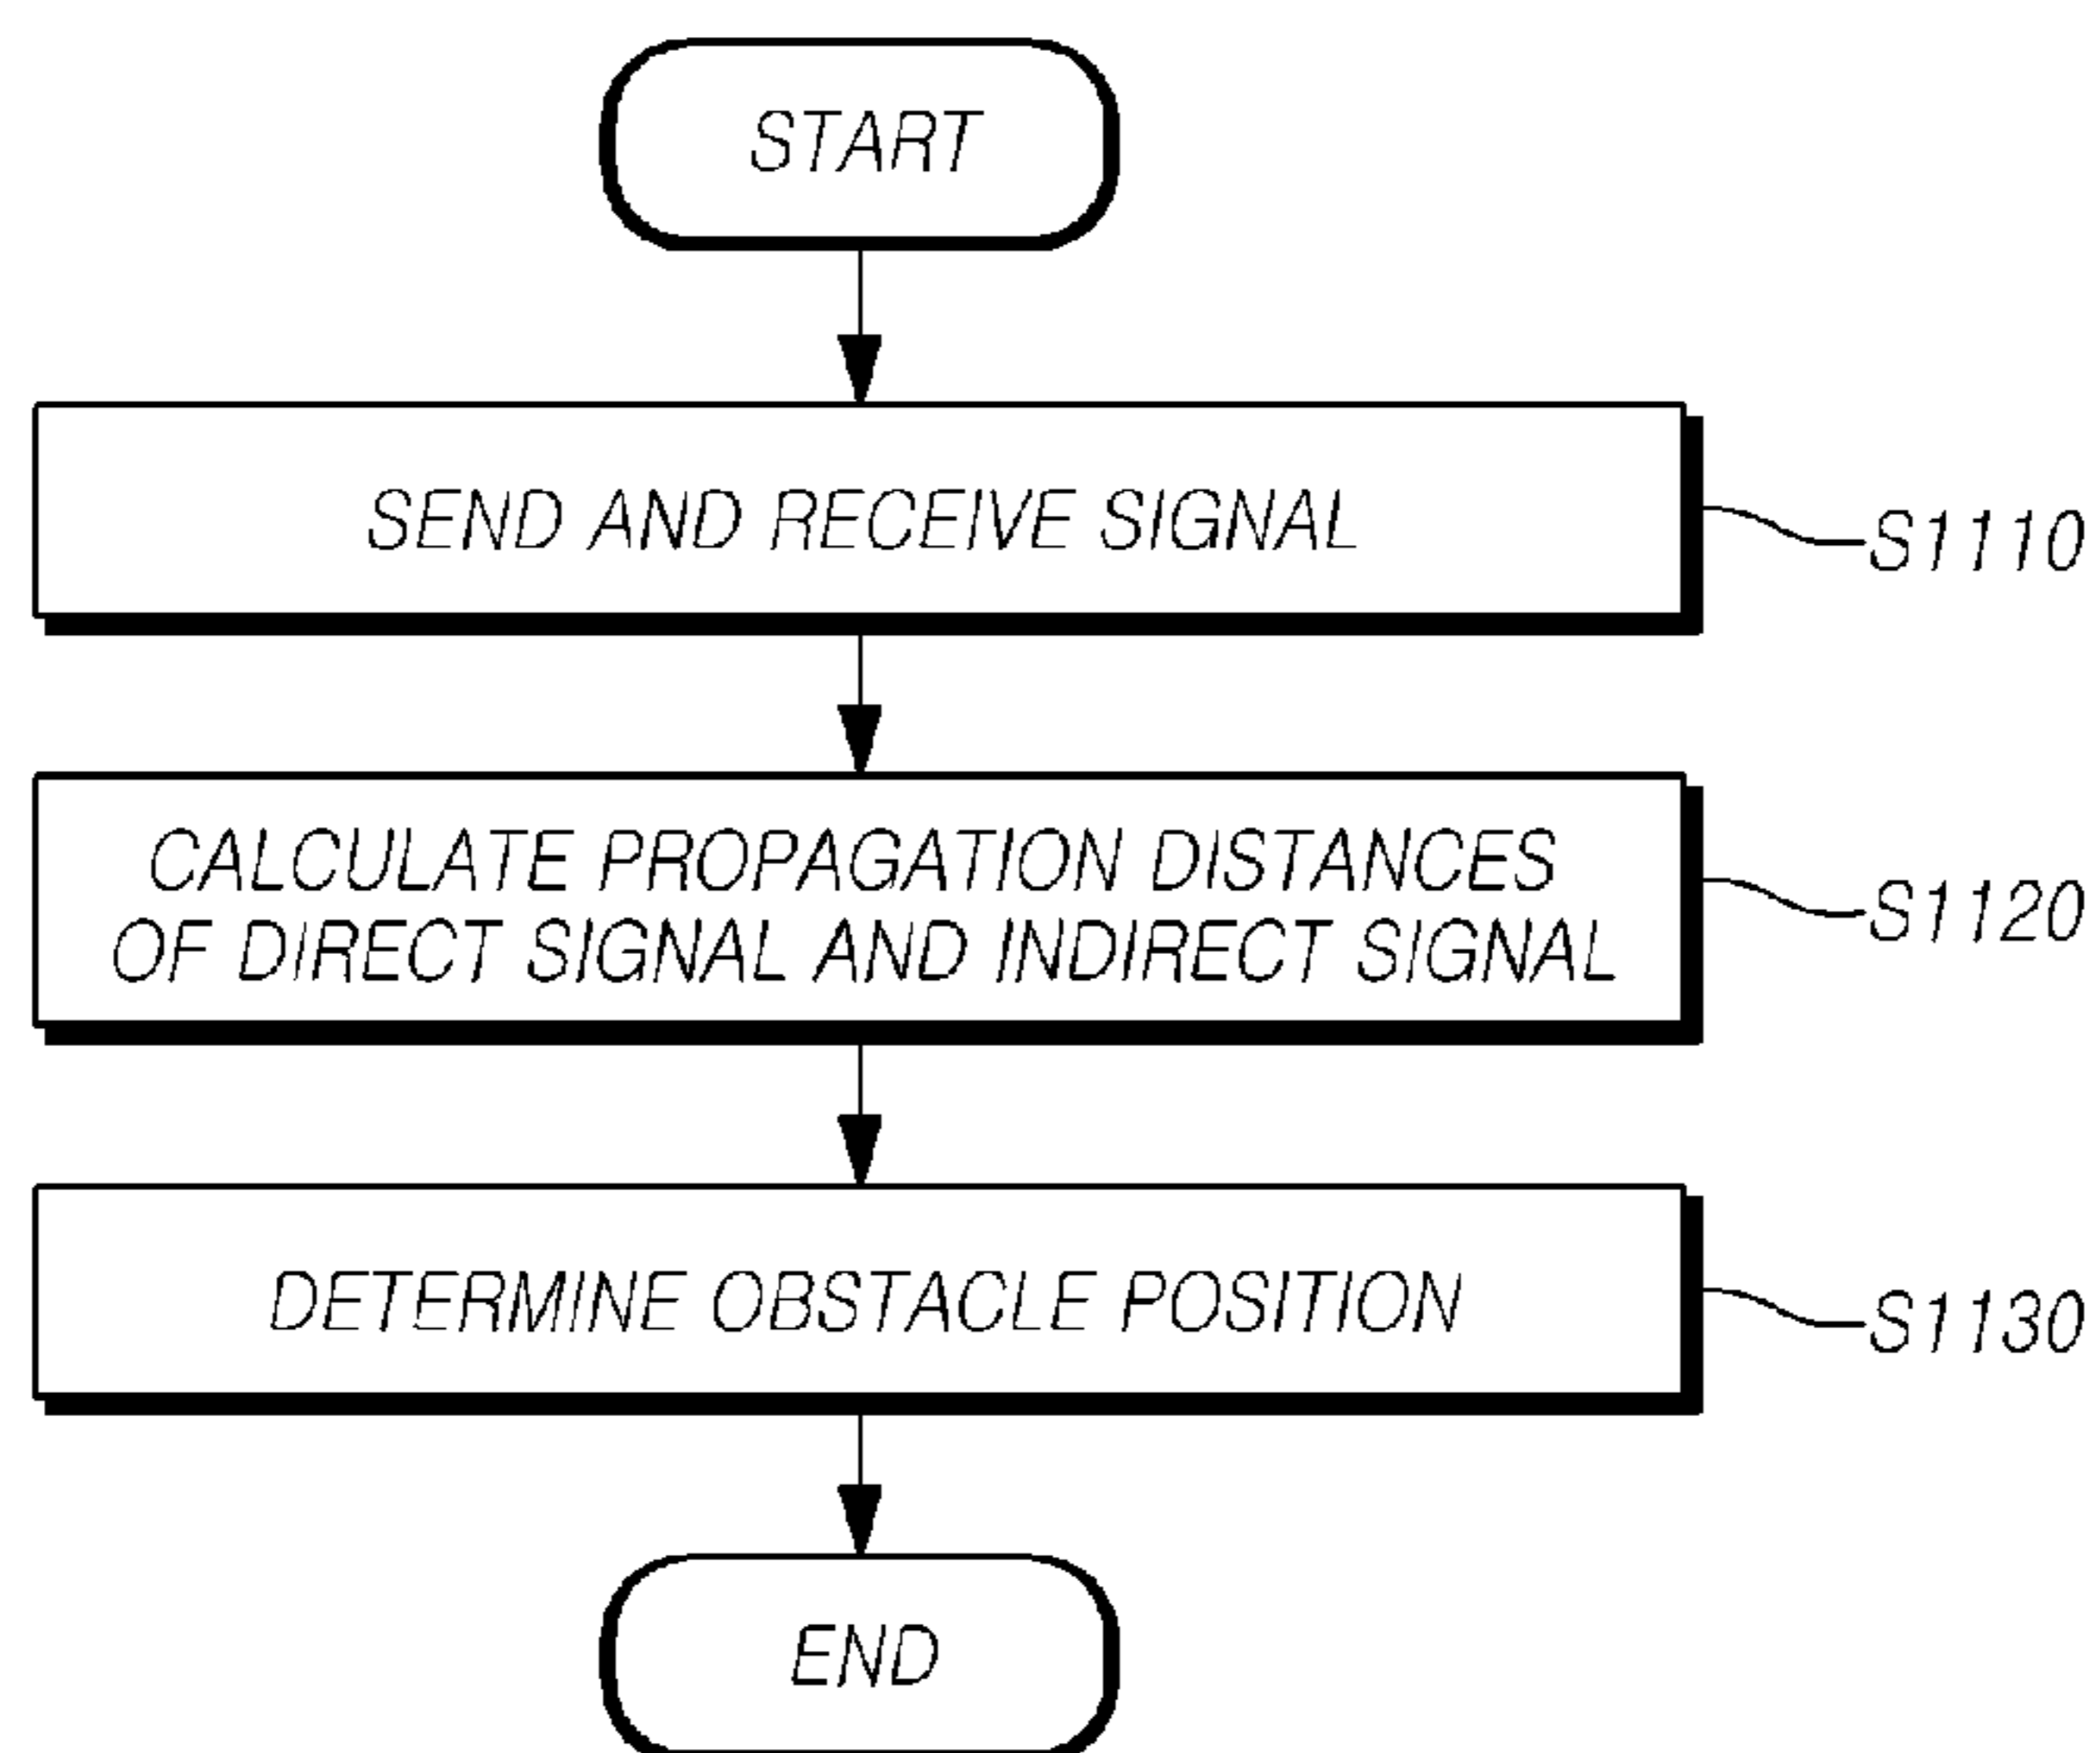 START
SEND AND RECEIVE SIGNAL
S1110
CALCULATE PROPAGATION DISTANCES
OF DIRECT SIGNAL AND INDIRECT SIGNAL
S1120
DETERMINE OBSTACLE POSITION
S1130
END